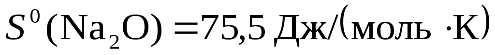 S⁰(Na₂O) = 75,5 Дж/(моль ·К)